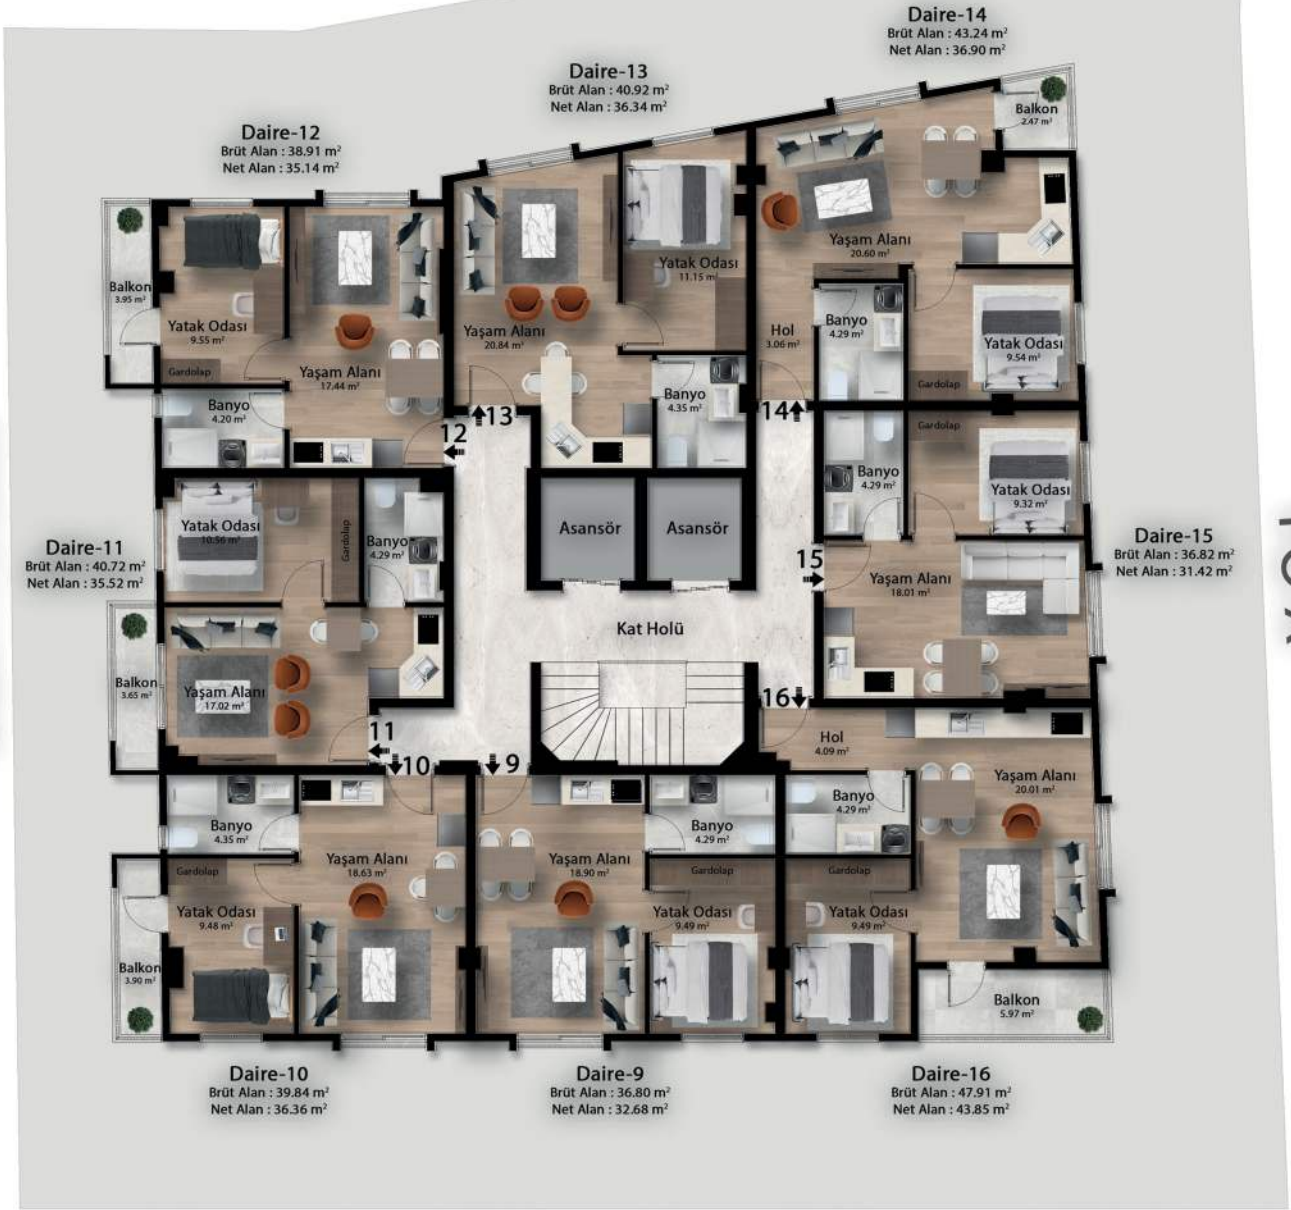 Daire-14
Brüt Alan : 43.24 m²
Net Alan : 36.90 m²
Daire-13
Brüt Alan : 40.92 m²
Net Alan : 36.34 m²
Daire-12
Brüt Alan : 38.91 m²
Net Alan : 35.14 m²
Balkon
2.47 m²
Yaşam Alanı
20.60 m²
Yatak Odası
11.15 m²
Balkon
3.95 m²
Yatak Odası
9.55 m²
Gardolap
Yaşam Alanı
17.44 m²
Yaşam Alanı
20.84 m²
Hol
3.06 m²
Banyo
4.29 m²
Yatak Odası
9.54 m²
Gardolap
Banyo
4.20 m²
Banyo
4.35 m²
12
13
14
Gardolap
Banyo
4.29 m²
Yatak Odası
9.32 m²
Yatak Odası
10.56 m²
Gardolap
Banyo
4.29 m²
Asansör
Asansör
Daire-11
Brüt Alan : 40.72 m²
Net Alan : 35.52 m²
Daire-15
Brüt Alan : 36.82 m²
Net Alan : 31.42 m²
15
Yaşam Alanı
18.01 m²
Kat Holü
Balkon
3.65 m²
Yaşam Alanı
17.02 m²
16
11
10
9
Hol
4.09 m²
Yaşam Alanı
20.01 m²
Banyo
4.35 m²
Yaşam Alanı
18.63 m²
Yaşam Alanı
18.90 m²
Banyo
4.29 m²
Banyo
4.29 m²
Gardolap
Gardolap
Gardolap
Yatak Odası
9.48 m²
Yatak Odası
9.49 m²
Yatak Odası
9.49 m²
Balkon
3.90 m²
Balkon
5.97 m²
Daire-10
Brüt Alan : 39.84 m²
Net Alan : 36.36 m²
Daire-9
Brüt Alan : 36.80 m²
Net Alan : 32.68 m²
Daire-16
Brüt Alan : 47.91 m²
Net Alan : 43.85 m²